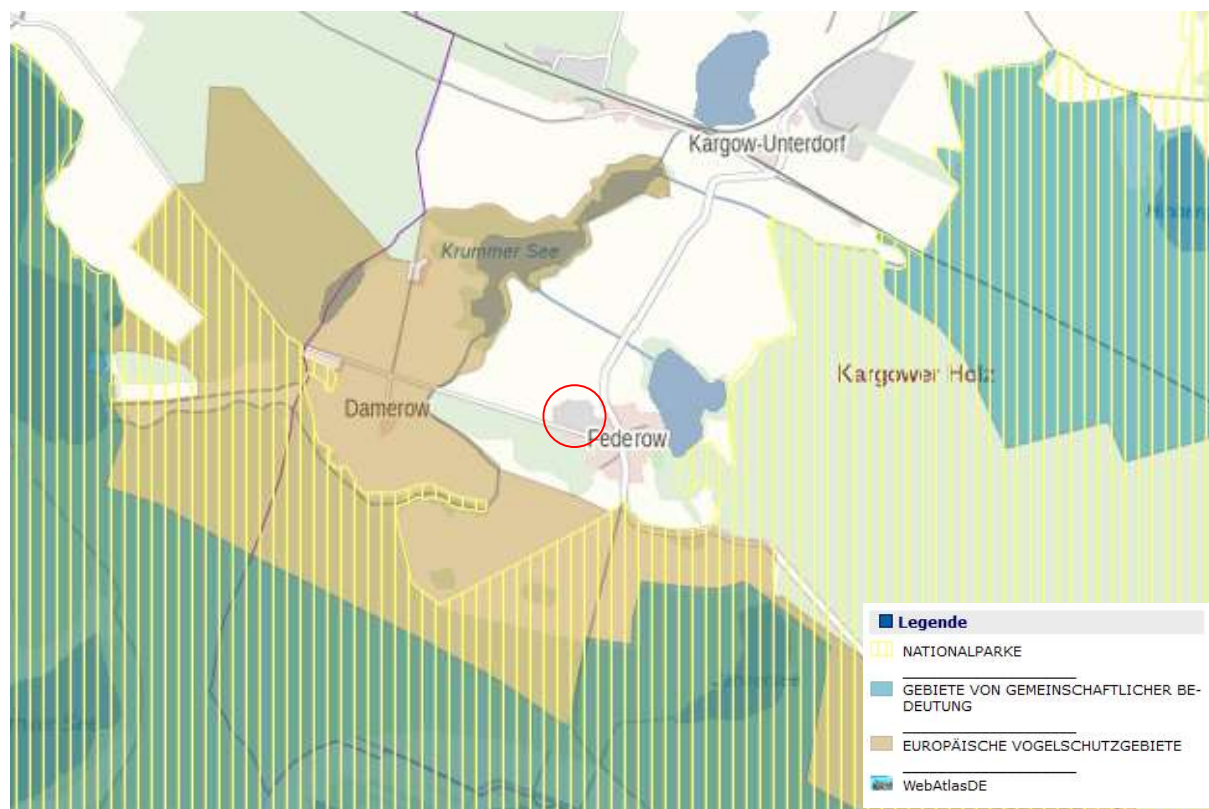 Kargow-Unterdorf
Krummer See
Kargower Holz
Damerow
Federow
Legende
NATIONALPARKE
GEBIETE VON GEMEINSCHAFTLICHER BE-
DEUTUNG
EUROPÄISCHE VOGELSCHUTZGEBIETE
WebAtlasDE